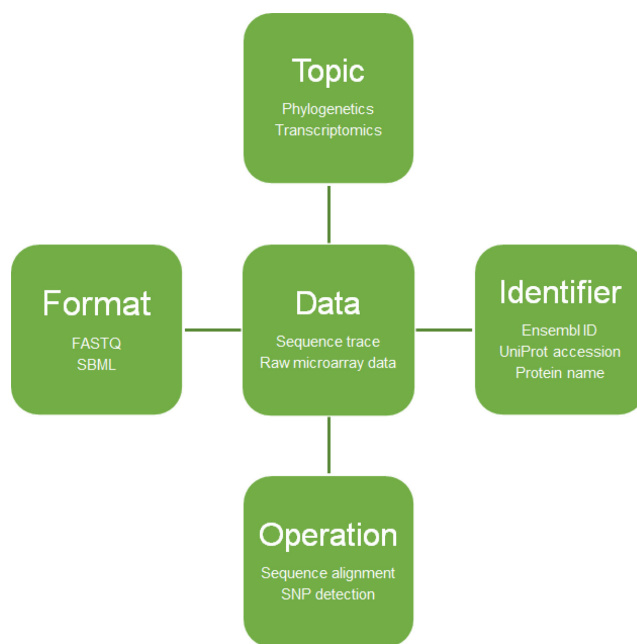 Topic
Phylogenetics
Transcriptomics
Format
FASTQ
SBML
Data
Sequence trace
Raw microarray data
Identifier
Ensembl ID
UniProt accession
Protein name
Operation
Sequence alignment
SNP detection